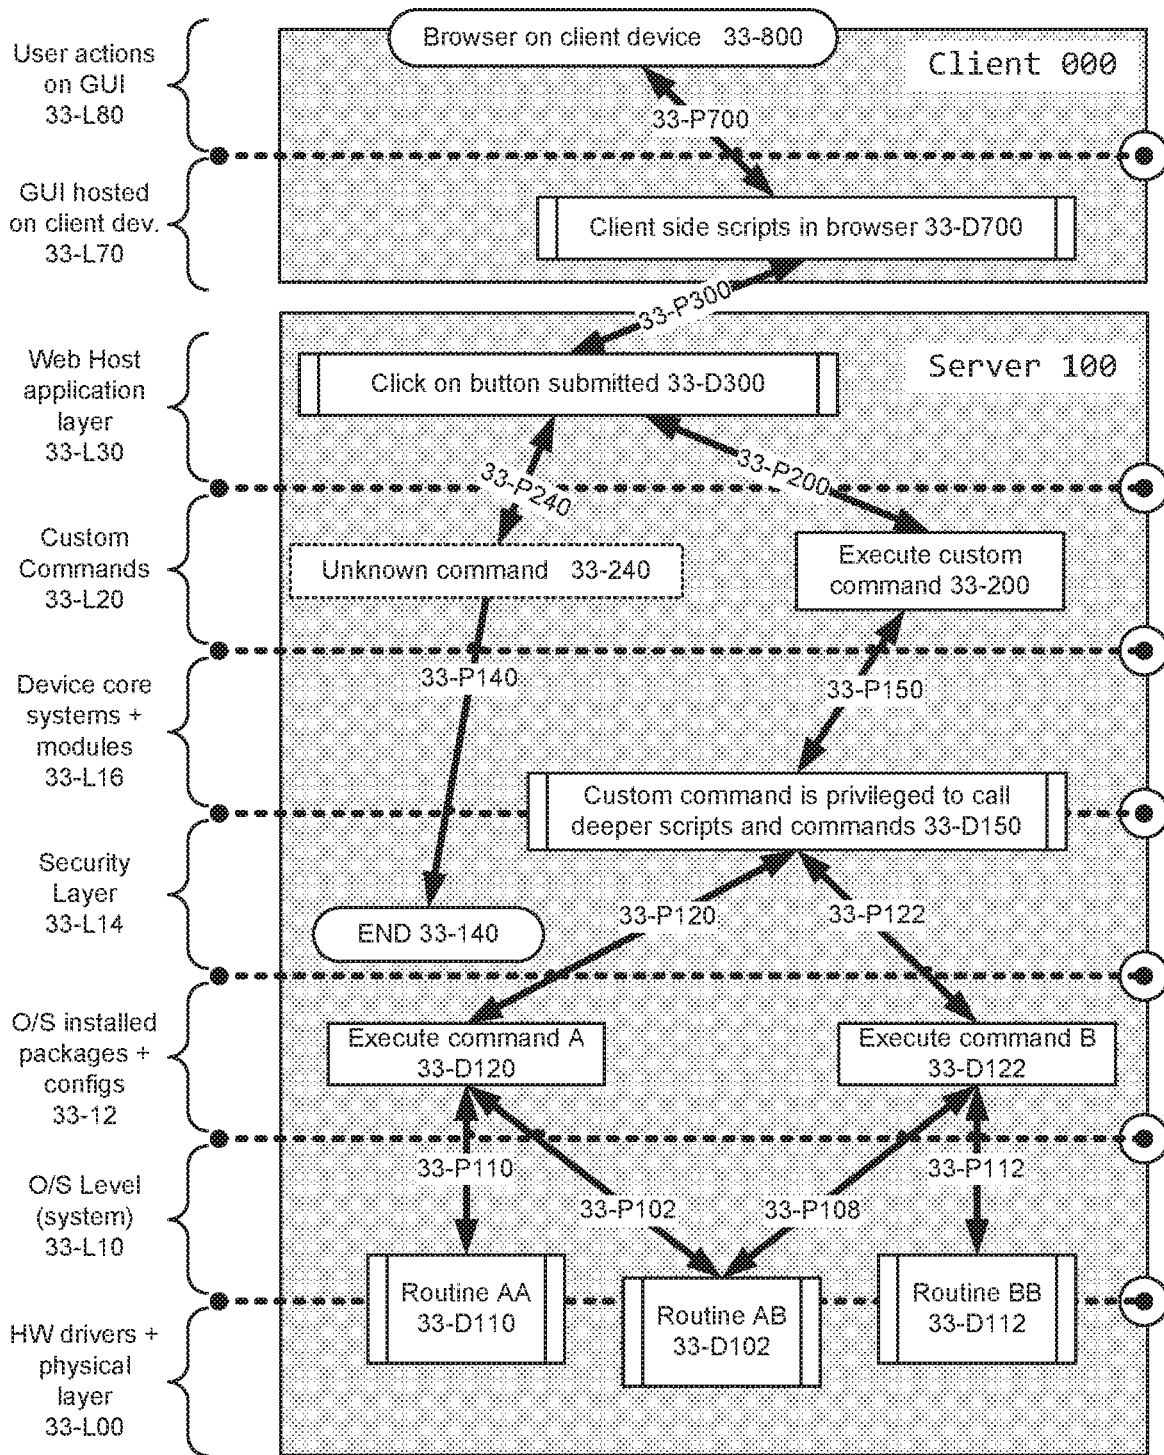 User actions
on GUI
33-L80
Browser on client device 33-800
Client 000
33-P700
GUI hosted
on client dev.
33-L70
Client side scripts in browser 33-D700
33-P300
Web Host
application
layer
33-L30
Server 100
Click on button submitted 33-D300
33-P240
33-P200
Custom
Commands
33-L20
Unknown command 33-240
Execute custom
command 33-200
33-P140
33-P150
Device core
systems +
modules
33-L16
Custom command is privileged to call
deeper scripts and commands 33-D150
Security
Layer
33-L14
33-P120
33-P122
END 33-140
O/S installed
packages +
configs
33-12
Execute command A
33-D120
Execute command B
33-D122
33-P110
33-P102
33-P108
33-P112
O/S Level
(system)
33-L10
Routine AA
33-D110
Routine AB
33-D102
Routine BB
33-D112
HW drivers +
physical
layer
33-L00